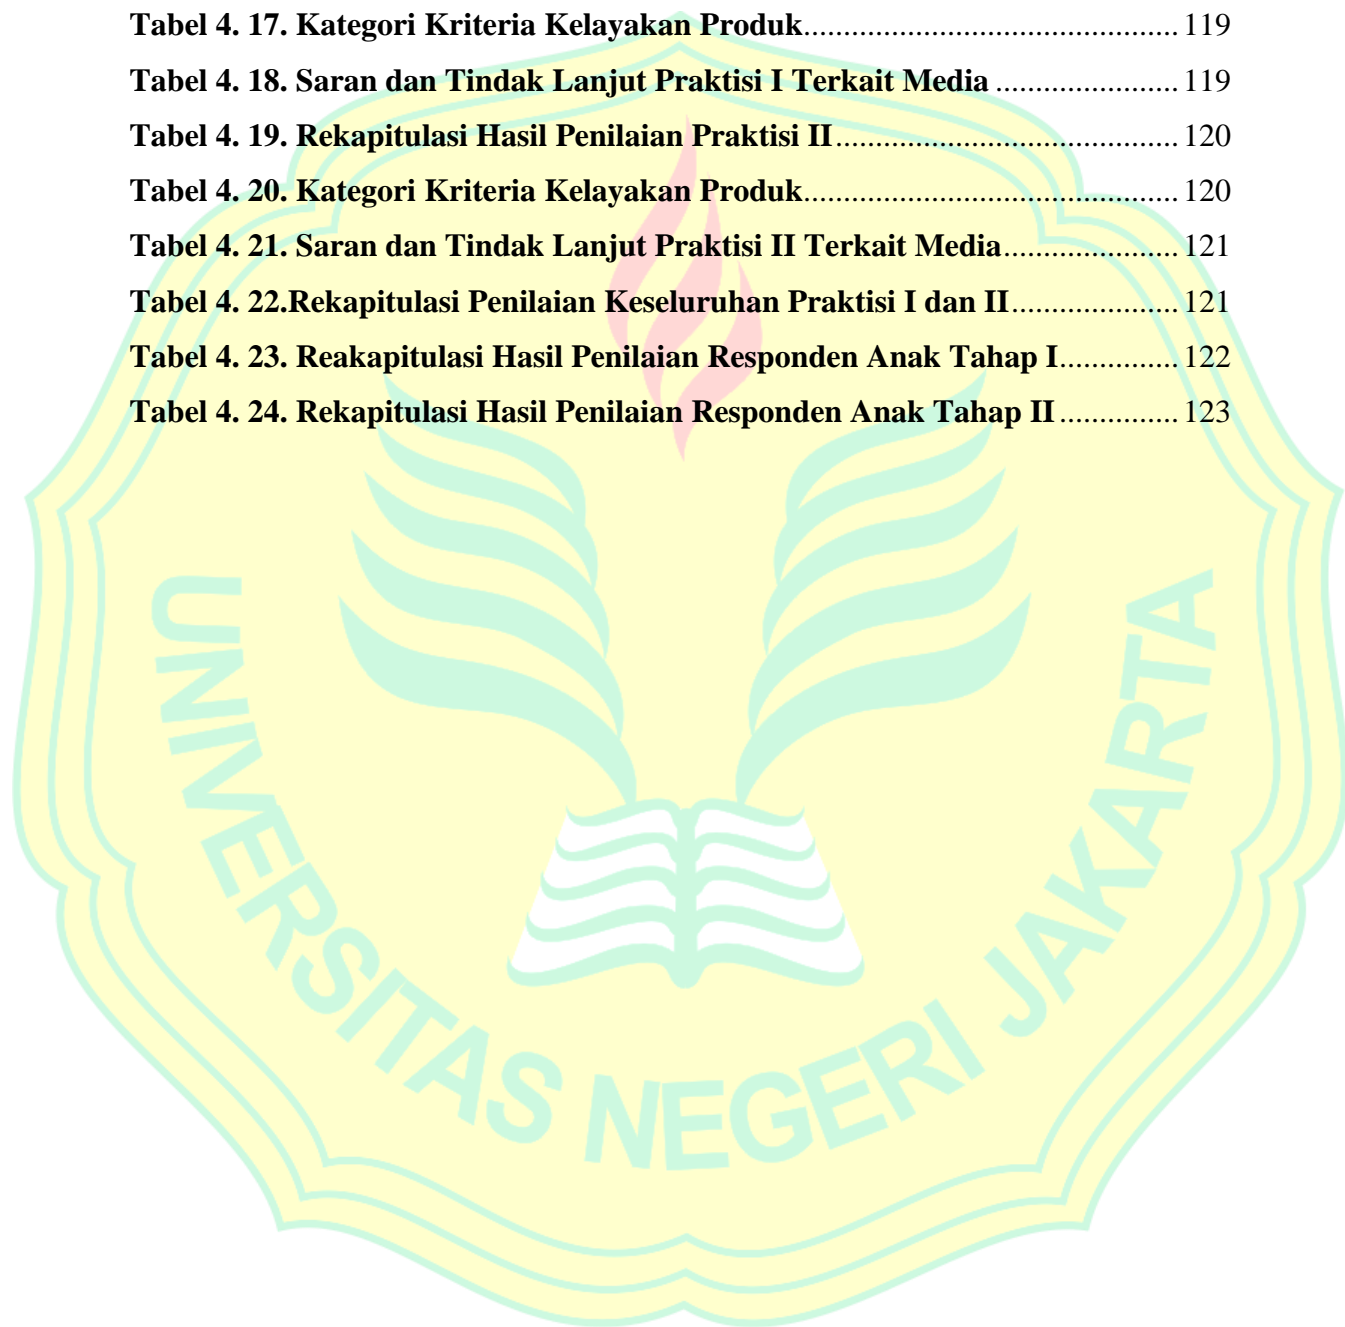 Tabel 4. 17. Kategori Kriteria Kelayakan Produk............................................... 119
Tabel 4. 18. Saran dan Tindak Lanjut Praktisi I Terkait Media ....................... 119
Tabel 4. 19. Rekapitulasi Hasil Penilaian Praktisi II........................................... 120
Tabel 4. 20. Kategori Kriteria Kelayakan Produk............................................... 120
Tabel 4. 21. Saran dan Tindak Lanjut Praktisi II Terkait Media...................... 121
Tabel 4. 22.Rekapitulasi Penilaian Keseluruhan Praktisi I dan II..................... 121
Tabel 4. 23. Reakapitulasi Hasil Penilaian Responden Anak Tahap I............... 122
Tabel 4. 24. Rekapitulasi Hasil Penilaian Responden Anak Tahap II ............... 123
UNIVERSITAS NEGERI JAKARTA